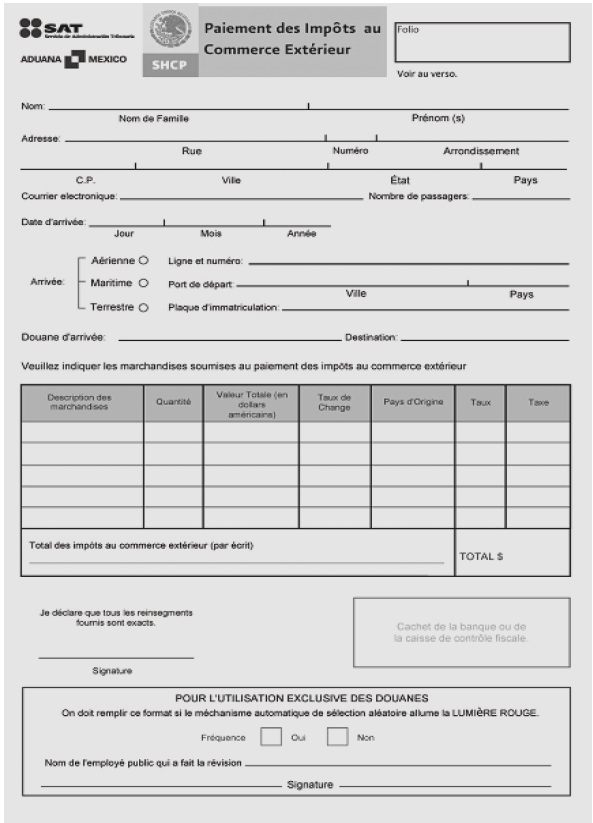 SAT
Servicio de Administración Tributaria
ADUANA MEXICO
SHCP
Paiement des Impôts au
Commerce Extérieur
Folio
Voir au verso.
Nom:
Nom de Famille Prénom (s)
Adresse:
Rue Numéro Arrondissement
C.P. Ville État Pays
Courrier electronique: Nombre de passagers:
Date d'arrivée:
Jour Mois Année
Arrivée:
Aérienne Ligne et numéro:
Maritime Port de départ:
Ville Pays
Terrestre Plaque d'immatriculation:
Douane d'arrivée: Destination:
Veuillez indiquer les marchandises soumises au paiement des impôts au commerce extérieur
Description des
marchandises
Quantité
Valeur Totale (en
dollars
américains)
Taux de
Change
Pays d'Origine
Taux
Taxe
Total des impôts au commerce extérieur (par écrit)
TOTAL $
Je déclare que tous les reinsegments
fournis sont exacts.
Signature
Cachet de la banque ou de
la caisse de contrôle fiscale.
POUR L'UTILISATION EXCLUSIVE DES DOUANES
On doit remplir ce format si le méchanisme automatique de sélection aléatoire allume la LUMIÈRE ROUGE.
Fréquence Oui Non
Nom de l'employé public qui a fait la révision
Signature